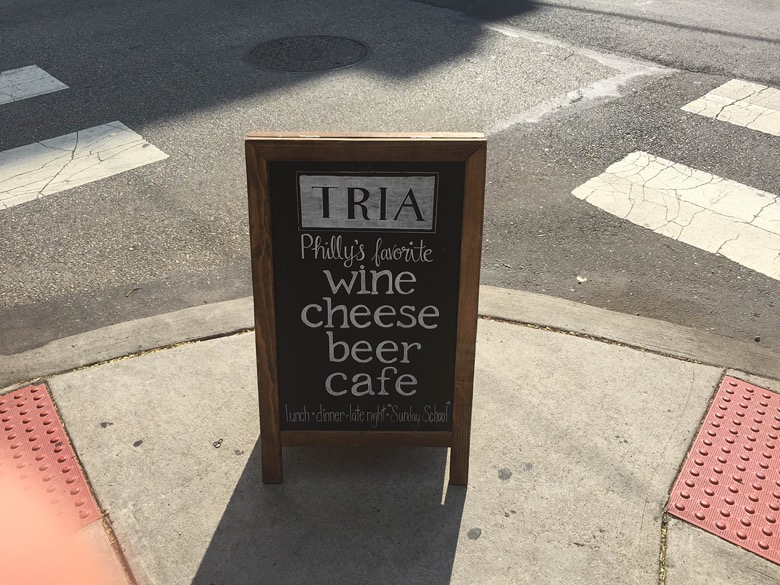 TRIA
Philly's favorite
wine
cheese
beer
cafe
lunch · dinner · late night · "Sunday School"